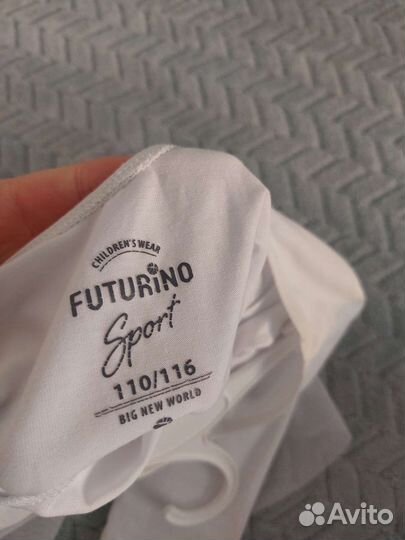 CHILDREN'S WEAR
FUTURINO
Sport
110/116
BIG NEW WORLD
Avito